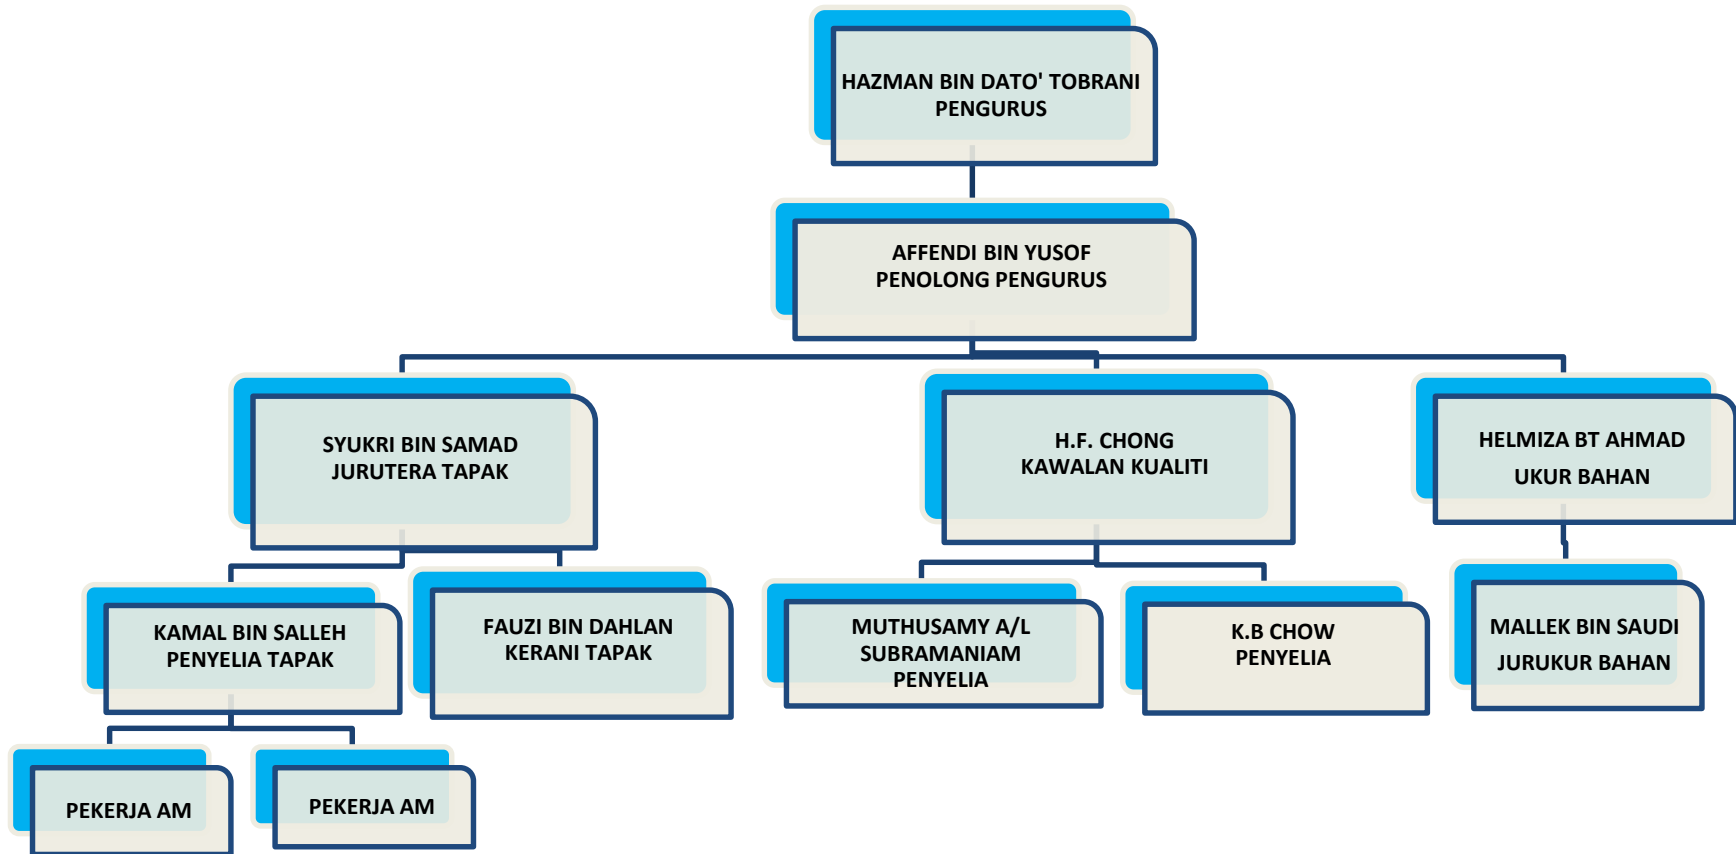 HAZMAN BIN DATO' TOBRANI
PENGURUS
AFFENDI BIN YUSOF
PENOLONG PENGURUS
SYUKRI BIN SAMAD
JURUTERA TAPAK
H.F. CHONG
KAWALAN KUALITI
HELMIZA BT AHMAD
UKUR BAHAN
KAMAL BIN SALLEH
PENYELIA TAPAK
FAUZI BIN DAHLAN
KERANI TAPAK
MUTHUSAMY A/L
SUBRAMANIAM
PENYELIA
K.B CHOW
PENYELIA
MALLEK BIN SAUDI
JURUKUR BAHAN
PEKERJA AM
PEKERJA AM